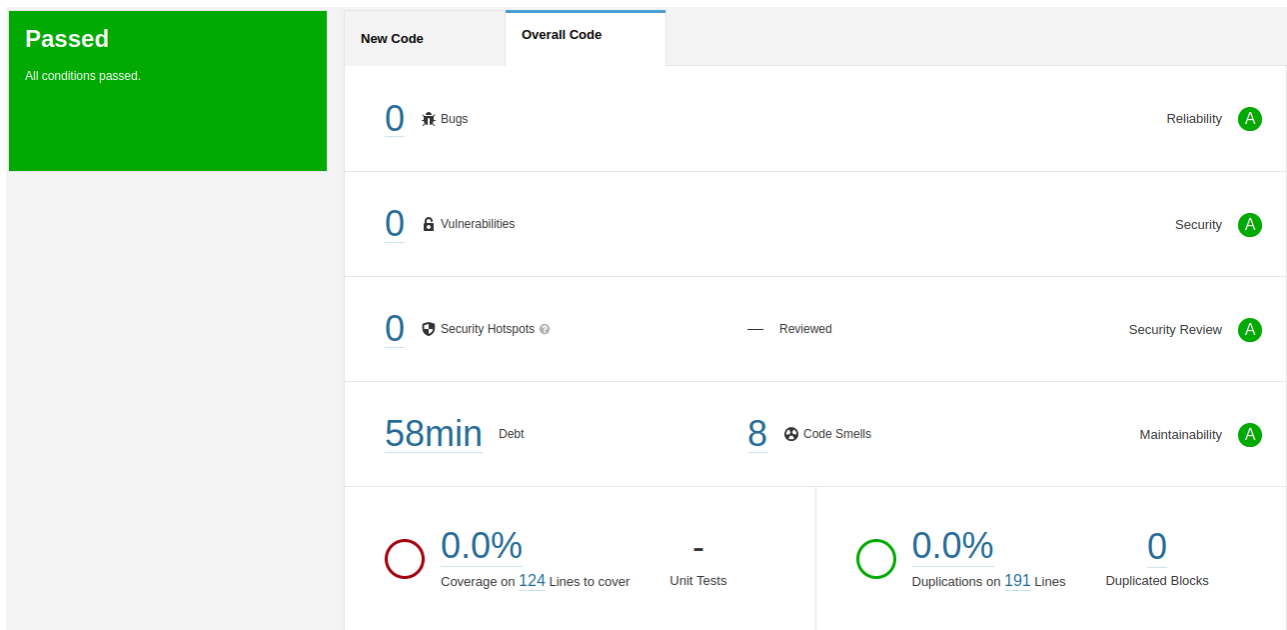 Passed
All conditions passed.
New Code
Overall Code
0 Bugs
Reliability A
0 Vulnerabilities
Security A
0 Security Hotspots ?
— Reviewed
Security Review A
58min Debt
8 Code Smells
Maintainability A
0.0%
Coverage on 124 Lines to cover
-
Unit Tests
0.0%
Duplications on 191 Lines
0
Duplicated Blocks